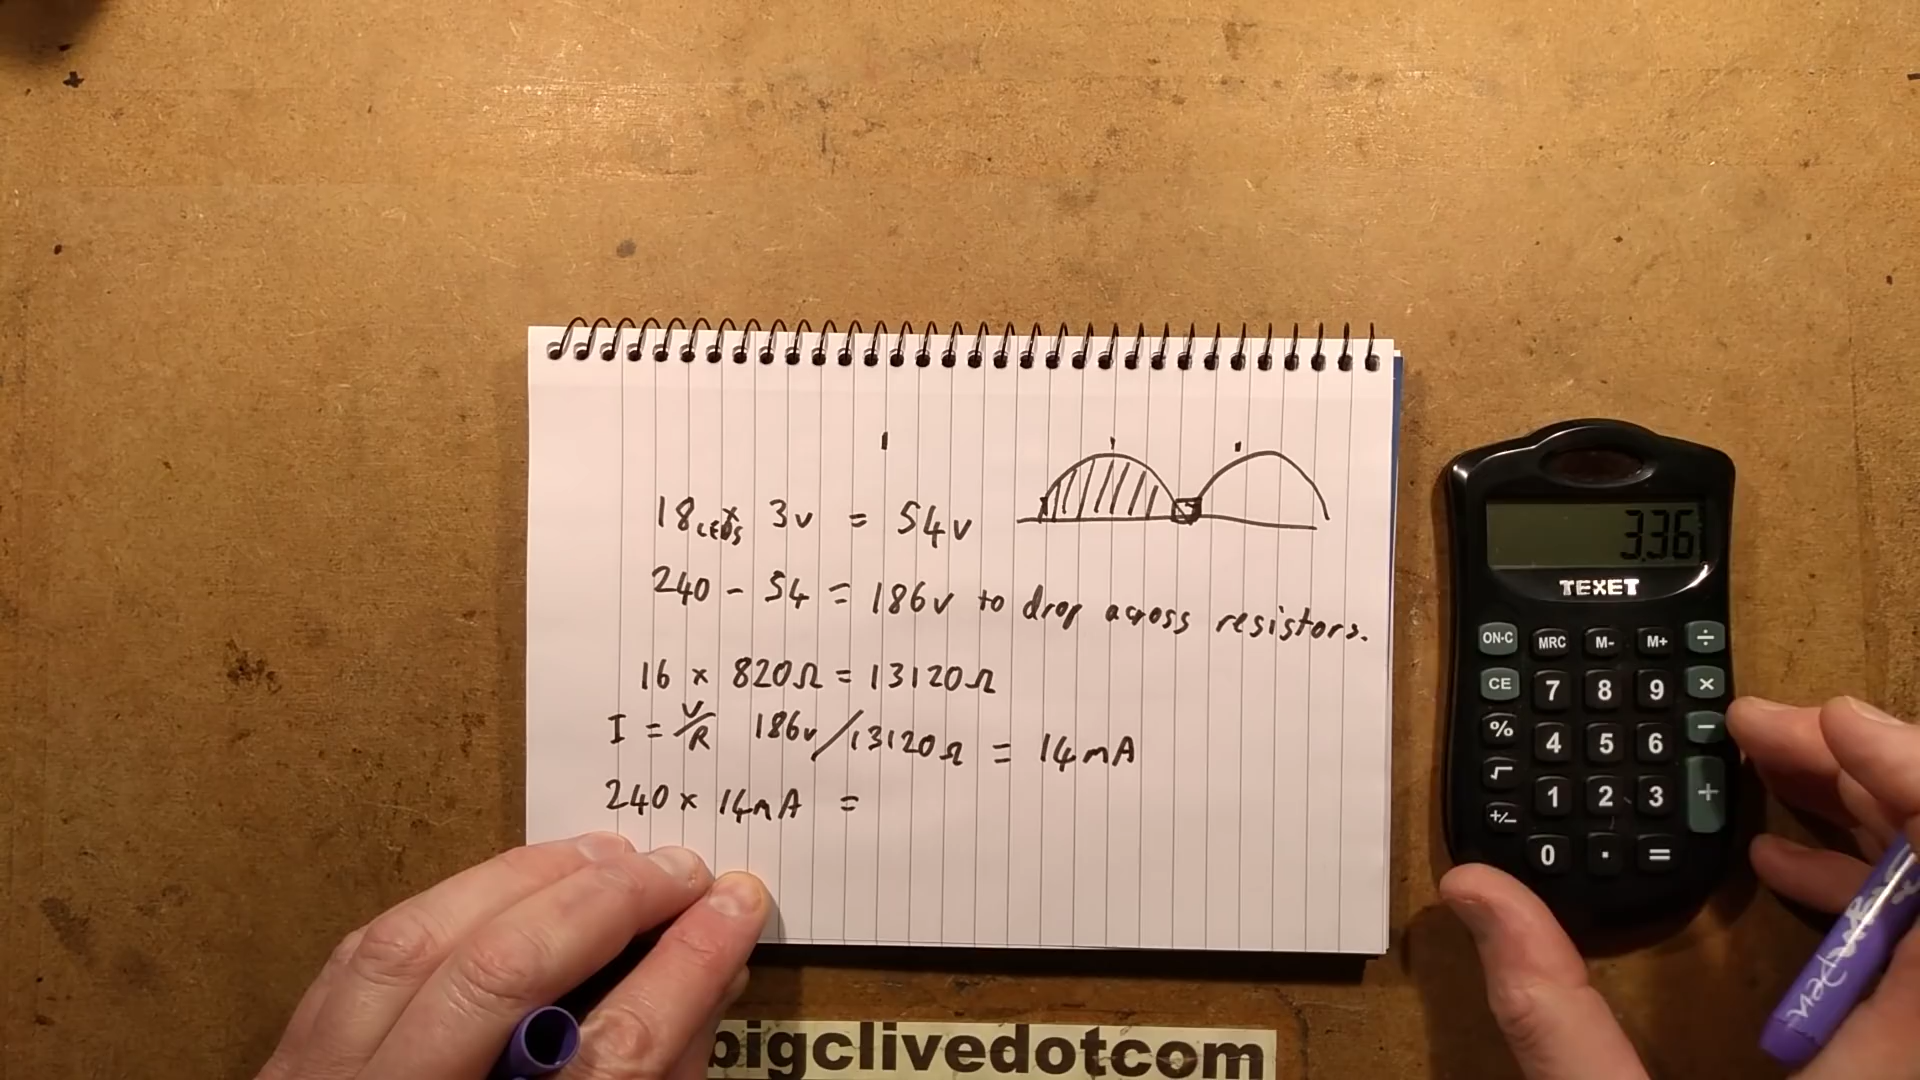 18 LEDs x 3v = 54v
240 - 54 = 186v to drop across resistors.
16 x 820Ω = 13120Ω
I = V/R 186v/13120Ω = 14mA
240 x 14mA =
3.36
TEXET
ON·C MRC M- M+ ÷
CE 7 8 9 ×
% 4 5 6 −
√ 1 2 3 +
+/− 0 · =
bigclivedotcom